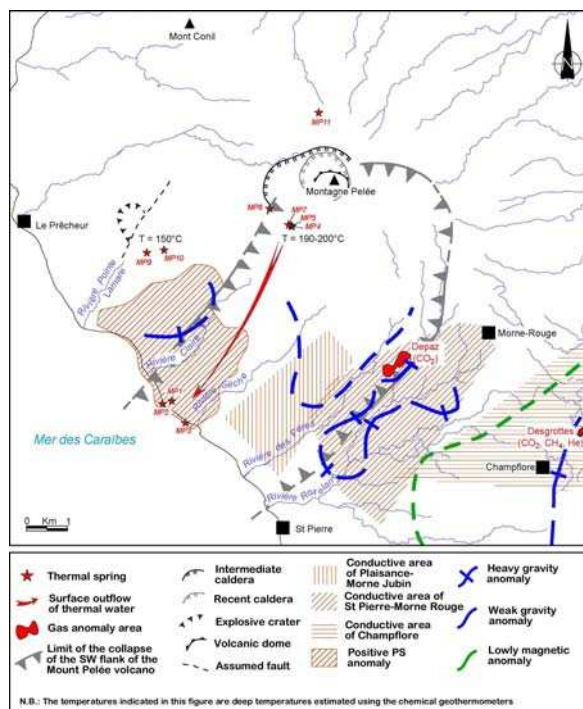 Mont Conil
N
MP11
Montagne Pelée
MP6
MP7
MP5
MP4
Le Prêcheur
T = 150°C
T = 190-200°C
MP9
MP10
Rivière Pointe
Lamare
Rivière Claire
Rivière Sèche
Morne-Rouge
Depaz
(CO2)
MP1
MP2
MP3
Rivière des Pères
Desgrottes
(CO2, CH4, He)
Mer des Caraïbes
Champflore
Rivière
0 Km 1
St Pierre
Thermal spring
Surface outflow
of thermal water
Gas anomaly area
Limit of the collapse
of the SW flank of the
Mount Pelée volcano
Intermediate
caldera
Recent caldera
Explosive crater
Volcanic dome
Assumed fault
Conductive area
of Plaisance-
Morne Jubin
Conductive area of
St Pierre-Morne Rouge
Conductive area
of Champflore
Positive PS
anomaly
Heavy gravity
anomaly
Weak gravity
anomaly
Lowly magnetic
anomaly
N.B.: The temperatures indicated in this figure are deep temperatures estimated using the chemical geothermometers